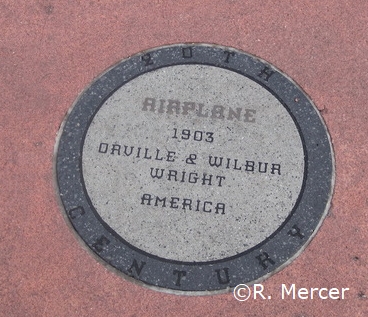 20TH
AIRPLANE
1903
ORVILLE & WILBUR
WRIGHT
AMERICA
CENTURY
©R. Mercer